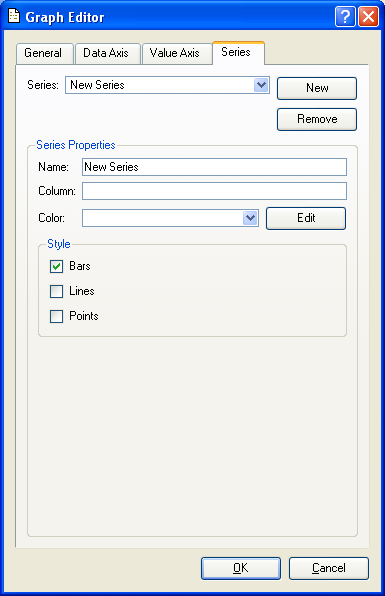 Graph Editor
General Data Axis Value Axis Series
Series: New Series New
Remove
Series Properties
Name: New Series
Column:
Color: Edit
Style
Bars
Lines
Points
OK Cancel